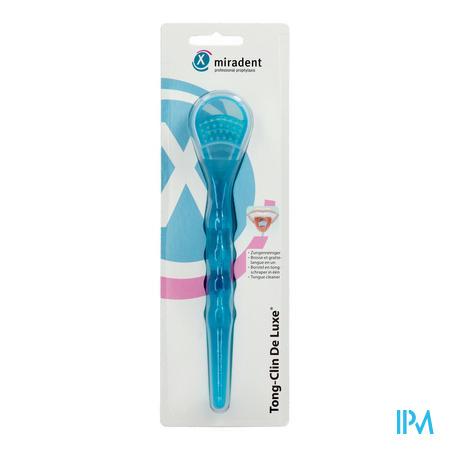 X
miradent
professional prophylaxis
• Zungenreiniger
• Brosse et gratte-
langue en un
• Borstel en tong-
schraper in één
• Tongue cleaner
Tong-Clin De Luxe®
IPM